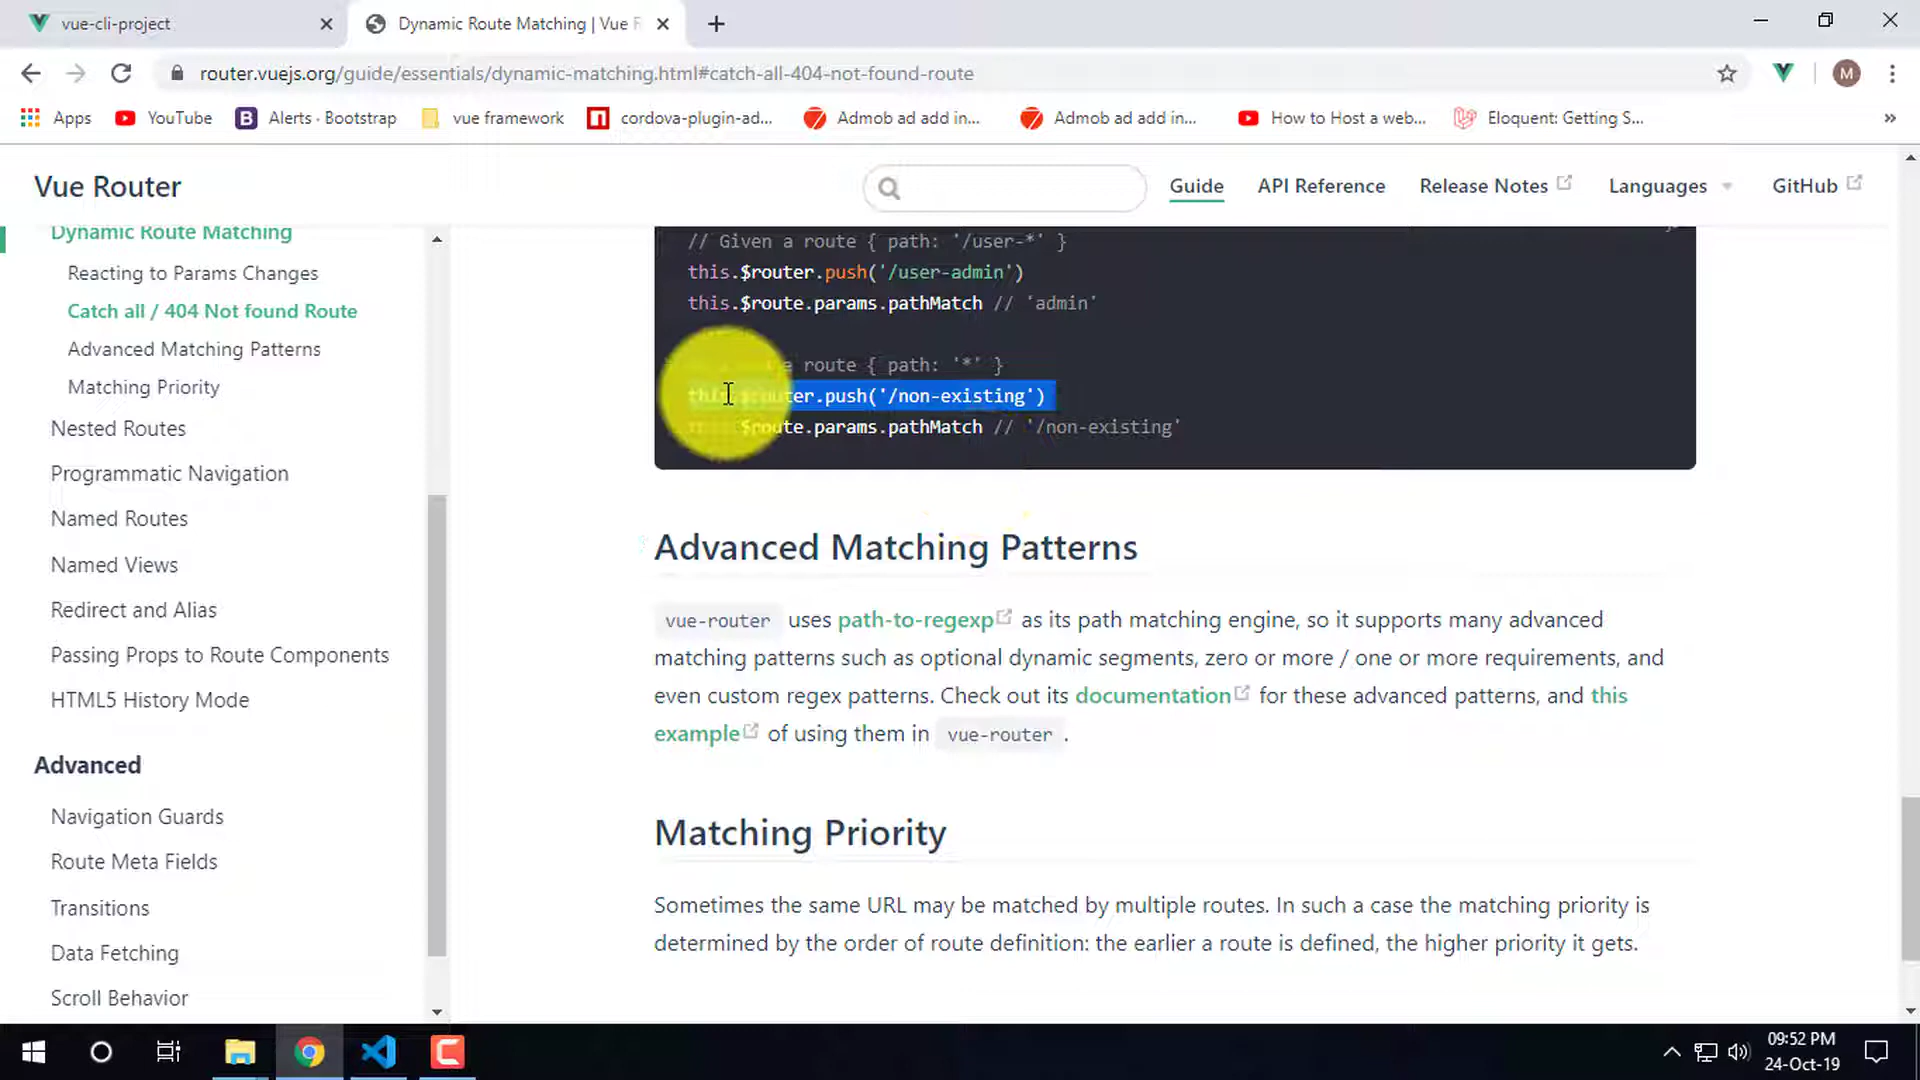 vue-cli-project
Dynamic Route Matching | Vue R
router.vuejs.org/guide/essentials/dynamic-matching.html#catch-all-404-not-found-route
M
Apps
YouTube
B
Alerts · Bootstrap
vue framework
cordova-plugin-ad...
Admob ad add in...
Admob ad add in...
How to Host a web...
Eloquent: Getting S...
»
Vue Router
Guide
API Reference
Release Notes
Languages
GitHub
Dynamic Route Matching
Reacting to Params Changes
Catch all / 404 Not found Route
Advanced Matching Patterns
Matching Priority
Nested Routes
Programmatic Navigation
Named Routes
Named Views
Redirect and Alias
Passing Props to Route Components
HTML5 History Mode
Advanced
Navigation Guards
Route Meta Fields
Transitions
Data Fetching
Scroll Behavior
// Given a route { path: '/user-*' }
this.$router.push('/user-admin')
this.$route.params.pathMatch // 'admin'
route { path: '*' }
this.$router.push('/non-existing')
$route.params.pathMatch // '/non-existing'
Advanced Matching Patterns
vue-router uses path-to-regexp as its path matching engine, so it supports many advanced
matching patterns such as optional dynamic segments, zero or more / one or more requirements, and
even custom regex patterns. Check out its documentation for these advanced patterns, and this
example of using them in vue-router .
Matching Priority
Sometimes the same URL may be matched by multiple routes. In such a case the matching priority is
determined by the order of route definition: the earlier a route is defined, the higher priority it gets.
09:52 PM
24-Oct-19